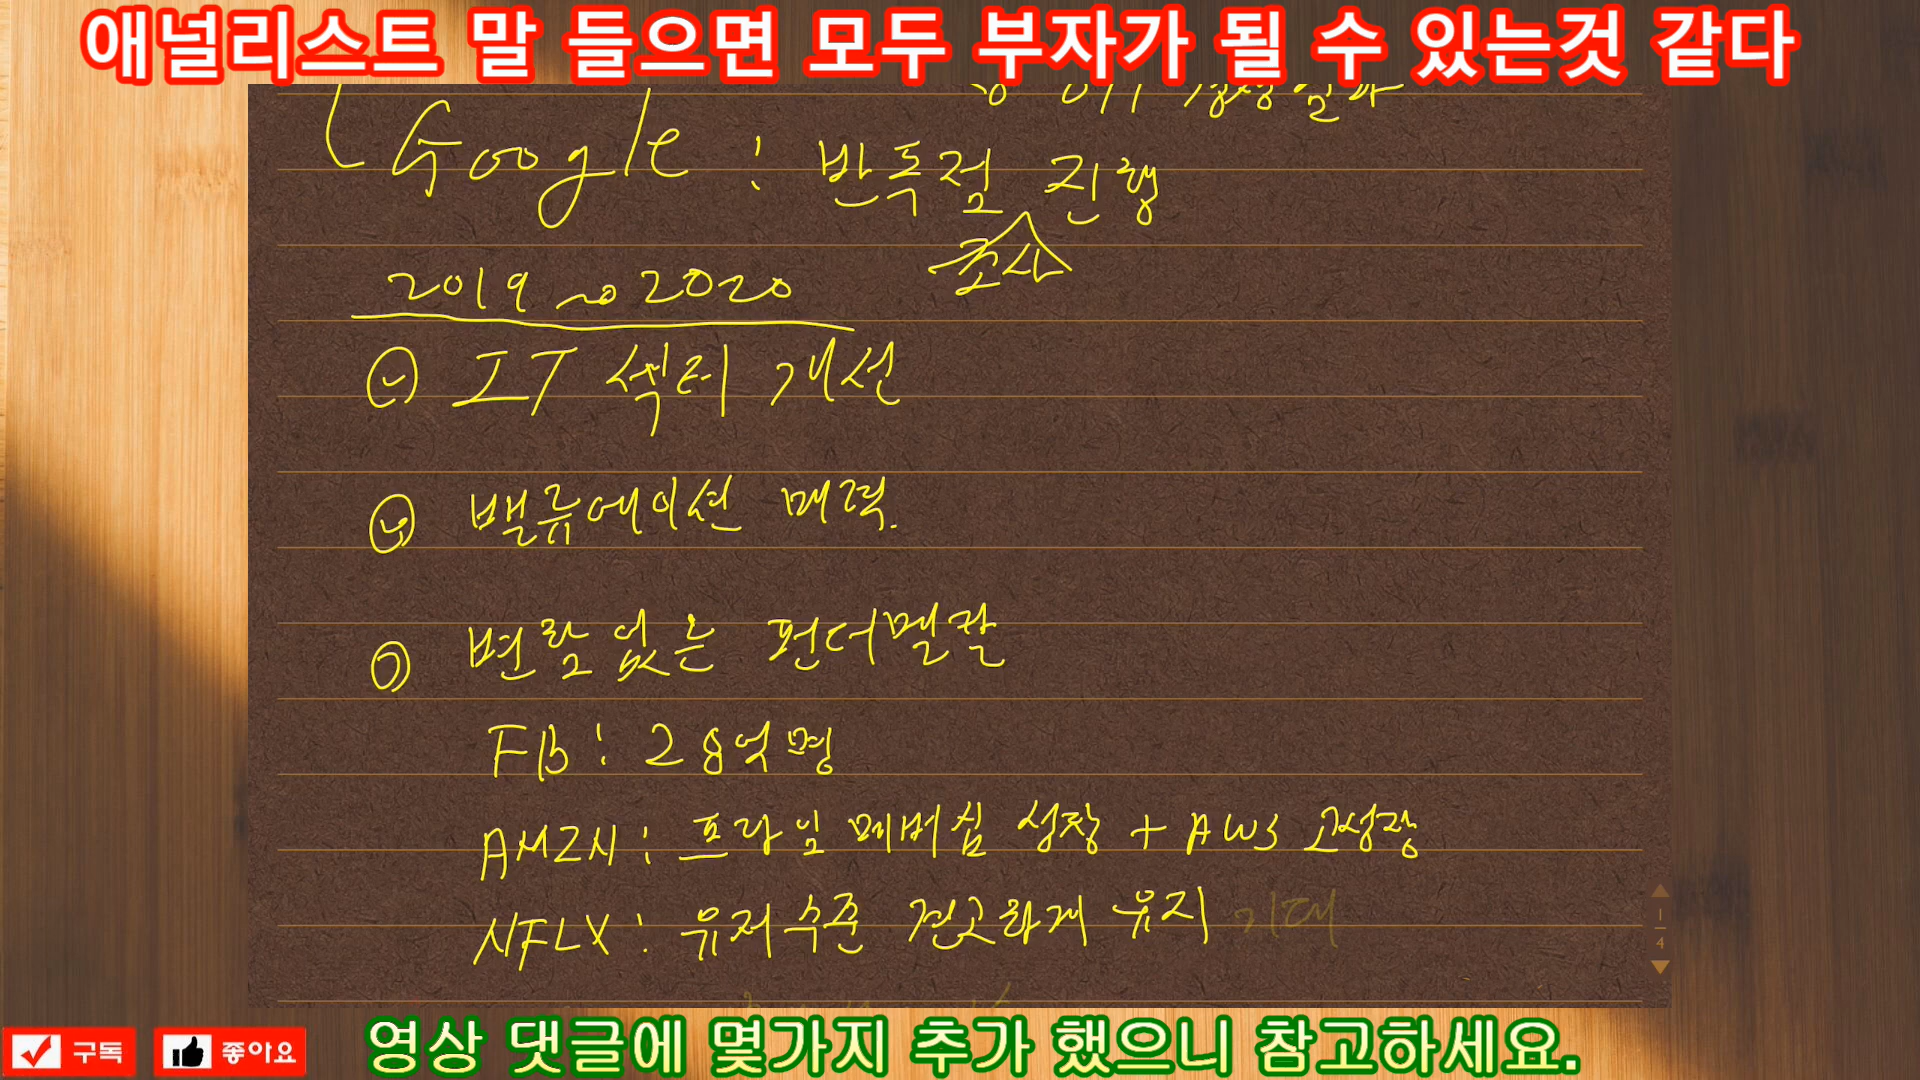 애널리스트 말 들으면 모두 부자가 될 수 있는것 같다
Google : 반독점 진행
조사
2019 ~ 2020
IT 섹터 개선
밸류에이션 매력.
변함없는 펀더멘탈
FB : 28억명
AMZN : 프라임 메버쉽 성장 + AWS 고성장
NFLX : 유저수준 견고하게 유지 기대
1
4
구독
좋아요
영상 댓글에 몇가지 추가 했으니 참고하세요.